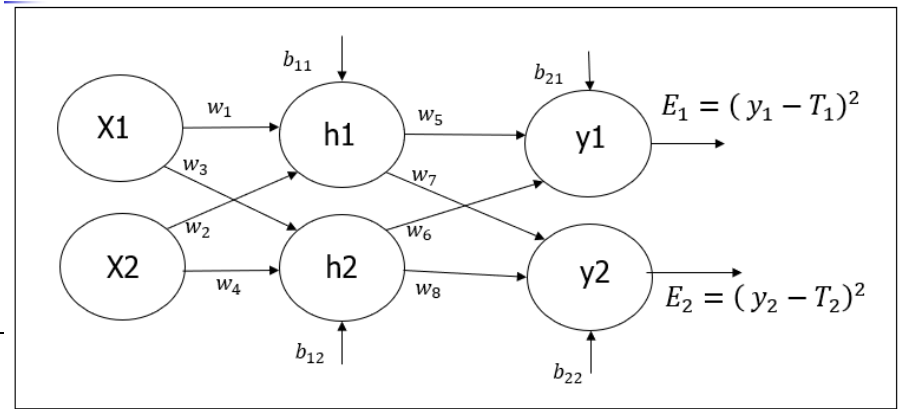 b₁₁
b₂₁
E₁ = ( y₁ − T₁)²
X1
w₁
h1
w₅
y1
w₃
w₇
w₂
w₆
X2
w₄
h2
w₈
y2
E₂ = ( y₂ − T₂)²
b₁₂
b₂₂